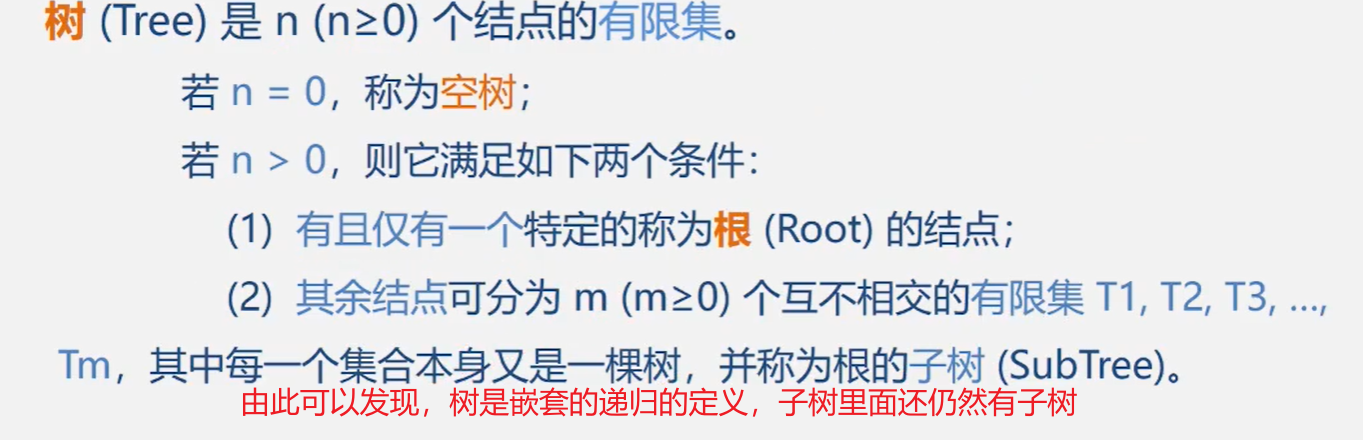 树 (Tree) 是 n (n≥0) 个结点的有限集。
若 n = 0，称为空树；
若 n > 0，则它满足如下两个条件：
(1) 有且仅有一个特定的称为根 (Root) 的结点；
(2) 其余结点可分为 m (m≥0) 个互不相交的有限集 T1, T2, T3, …,
Tm，其中每一个集合本身又是一棵树，并称为根的子树 (SubTree)。
由此可以发现，树是嵌套的递归的定义，子树里面还仍然有子树